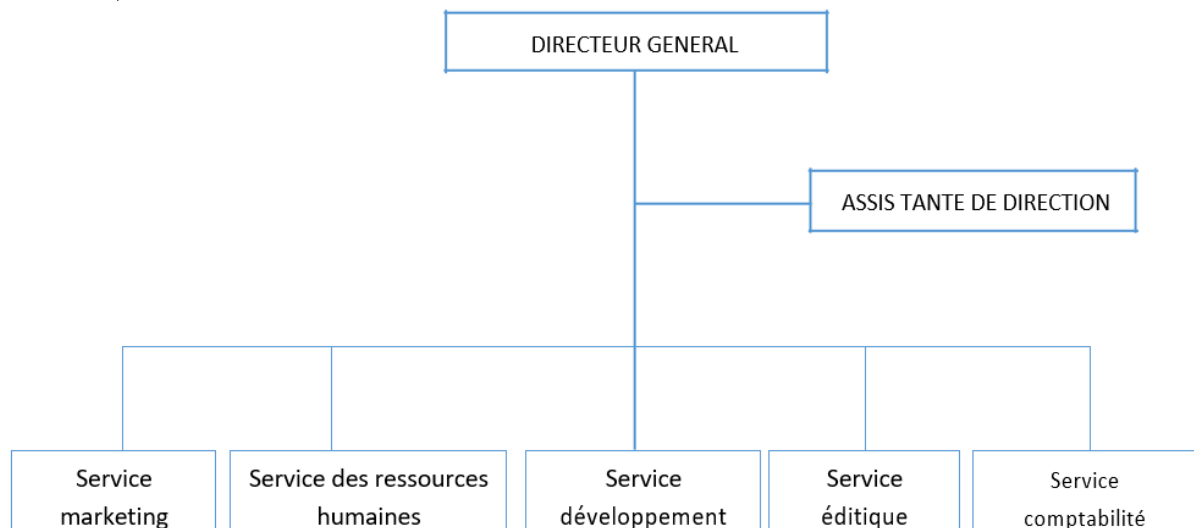 DIRECTEUR GENERAL
ASSIS TANTE DE DIRECTION
Service
marketing
Service des ressources
humaines
Service
développement
Service
éditique
Service
comptabilité